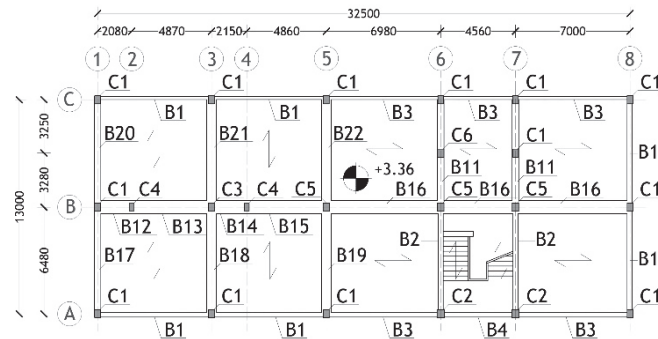 32500
2080 4870 2150 4860 6980 4560 7000
1 2 3 4 5 6 7 8
C1 C1 C1 C1 C1 C1
C
B1 B1 B3 B3 B3
B20 B21 B22 C6 C1 B1
3250
+3.36 B11 B11
3280
13000
C1 C4 C3 C4 C5 B16 C5 B16 C5 B16 C1
B
B12 B13 B14 B15
B2 B2
B17 B18 B19 B1
6480
C1 C1 C1 C2 C2 C1
A
B1 B1 B3 B4 B3